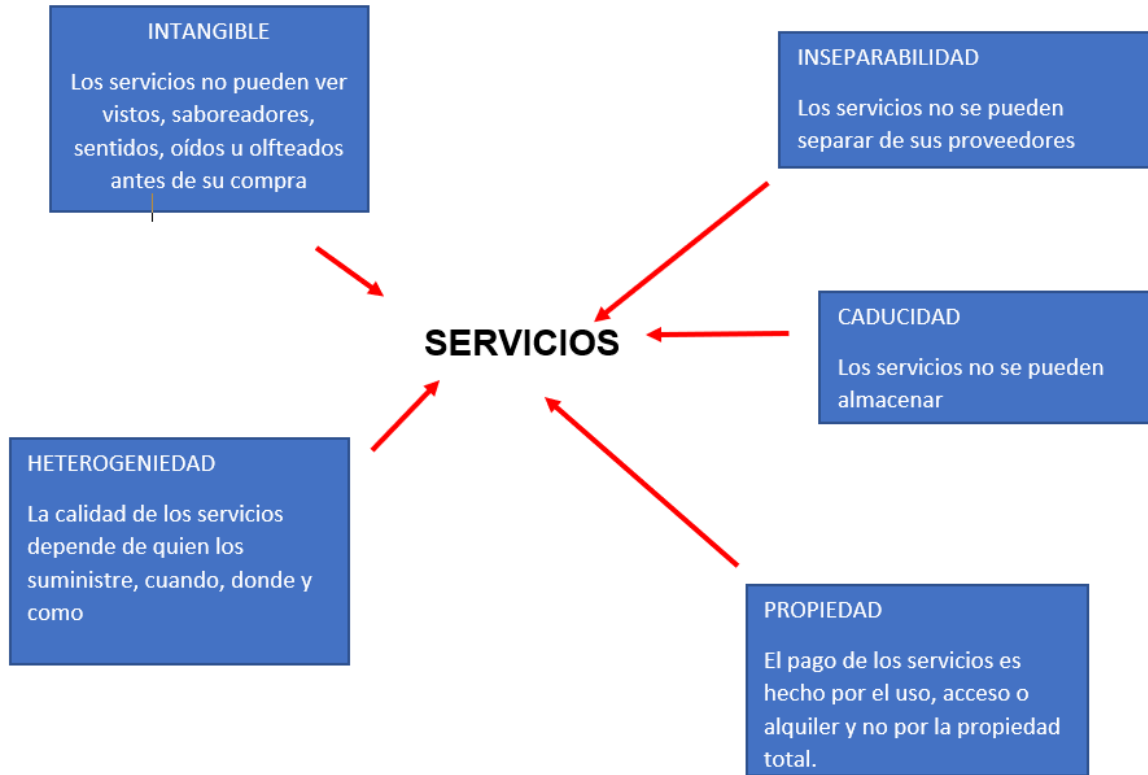 INTANGIBLE
Los servicios no pueden ver
vistos, saboreadores,
sentidos, oídos u olfteados
antes de su compra
INSEPARABILIDAD
Los servicios no se pueden
separar de sus proveedores
SERVICIOS
CADUCIDAD
Los servicios no se pueden
almacenar
HETEROGENIEDAD
La calidad de los servicios
depende de quien los
suministre, cuando, donde y
como
PROPIEDAD
El pago de los servicios es
hecho por el uso, acceso o
alquiler y no por la propiedad
total.